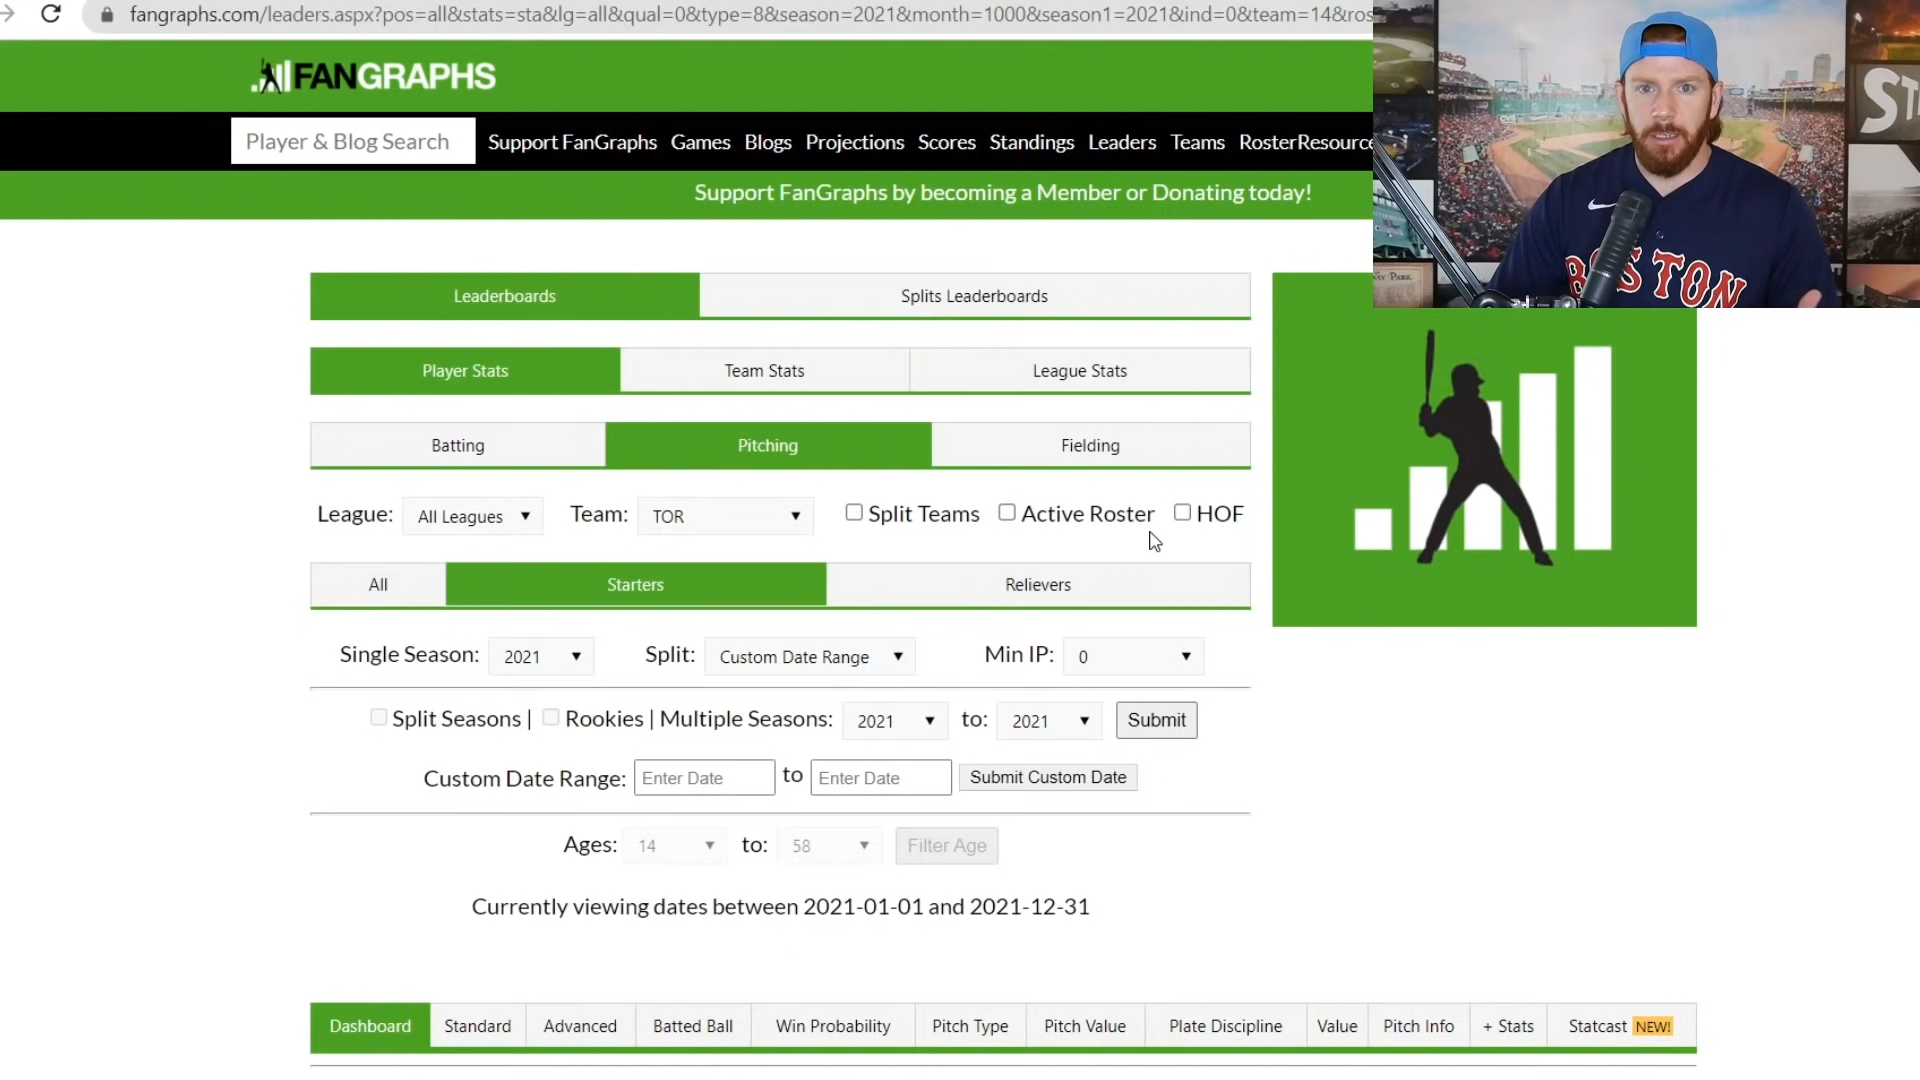 fangraphs.com/leaders.aspx?pos=all&stats=sta&lg=all&qual=0&type=8&season=2021&month=1000&season1=2021&ind=0&team=14&ros
FANGRAPHS
Player & Blog Search Support FanGraphs Games Blogs Projections Scores Standings Leaders Teams RosterResource
Support FanGraphs by becoming a Member or Donating today!
BOSTON
Leaderboards Splits Leaderboards
Player Stats Team Stats League Stats
Batting Pitching Fielding
League: All Leagues Team: TOR Split Teams Active Roster HOF
All Starters Relievers
Single Season: 2021 Split: Custom Date Range Min IP: 0
Split Seasons | Rookies | Multiple Seasons: 2021 to: 2021 Submit
Custom Date Range: Enter Date to Enter Date Submit Custom Date
Ages: 14 to: 58 Filter Age
Currently viewing dates between 2021-01-01 and 2021-12-31
Dashboard Standard Advanced Batted Ball Win Probability Pitch Type Pitch Value Plate Discipline Value Pitch Info + Stats Statcast NEW!